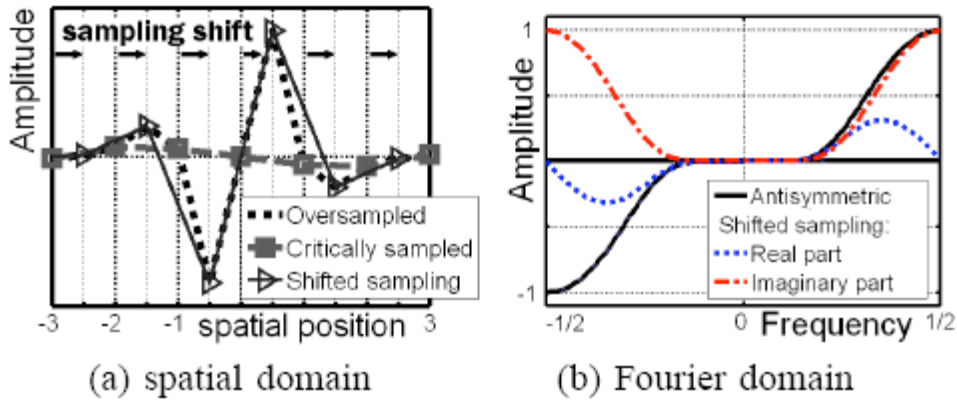 sampling shift
Amplitude
Oversampled
Critically sampled
Shifted sampling
-3 -2 -1 spatial position 3
(a) spatial domain
1
Amplitude
Antisymmetric
Shifted sampling:
Real part
Imaginary part
-1
-1/2 0 Frequency 1/2
(b) Fourier domain